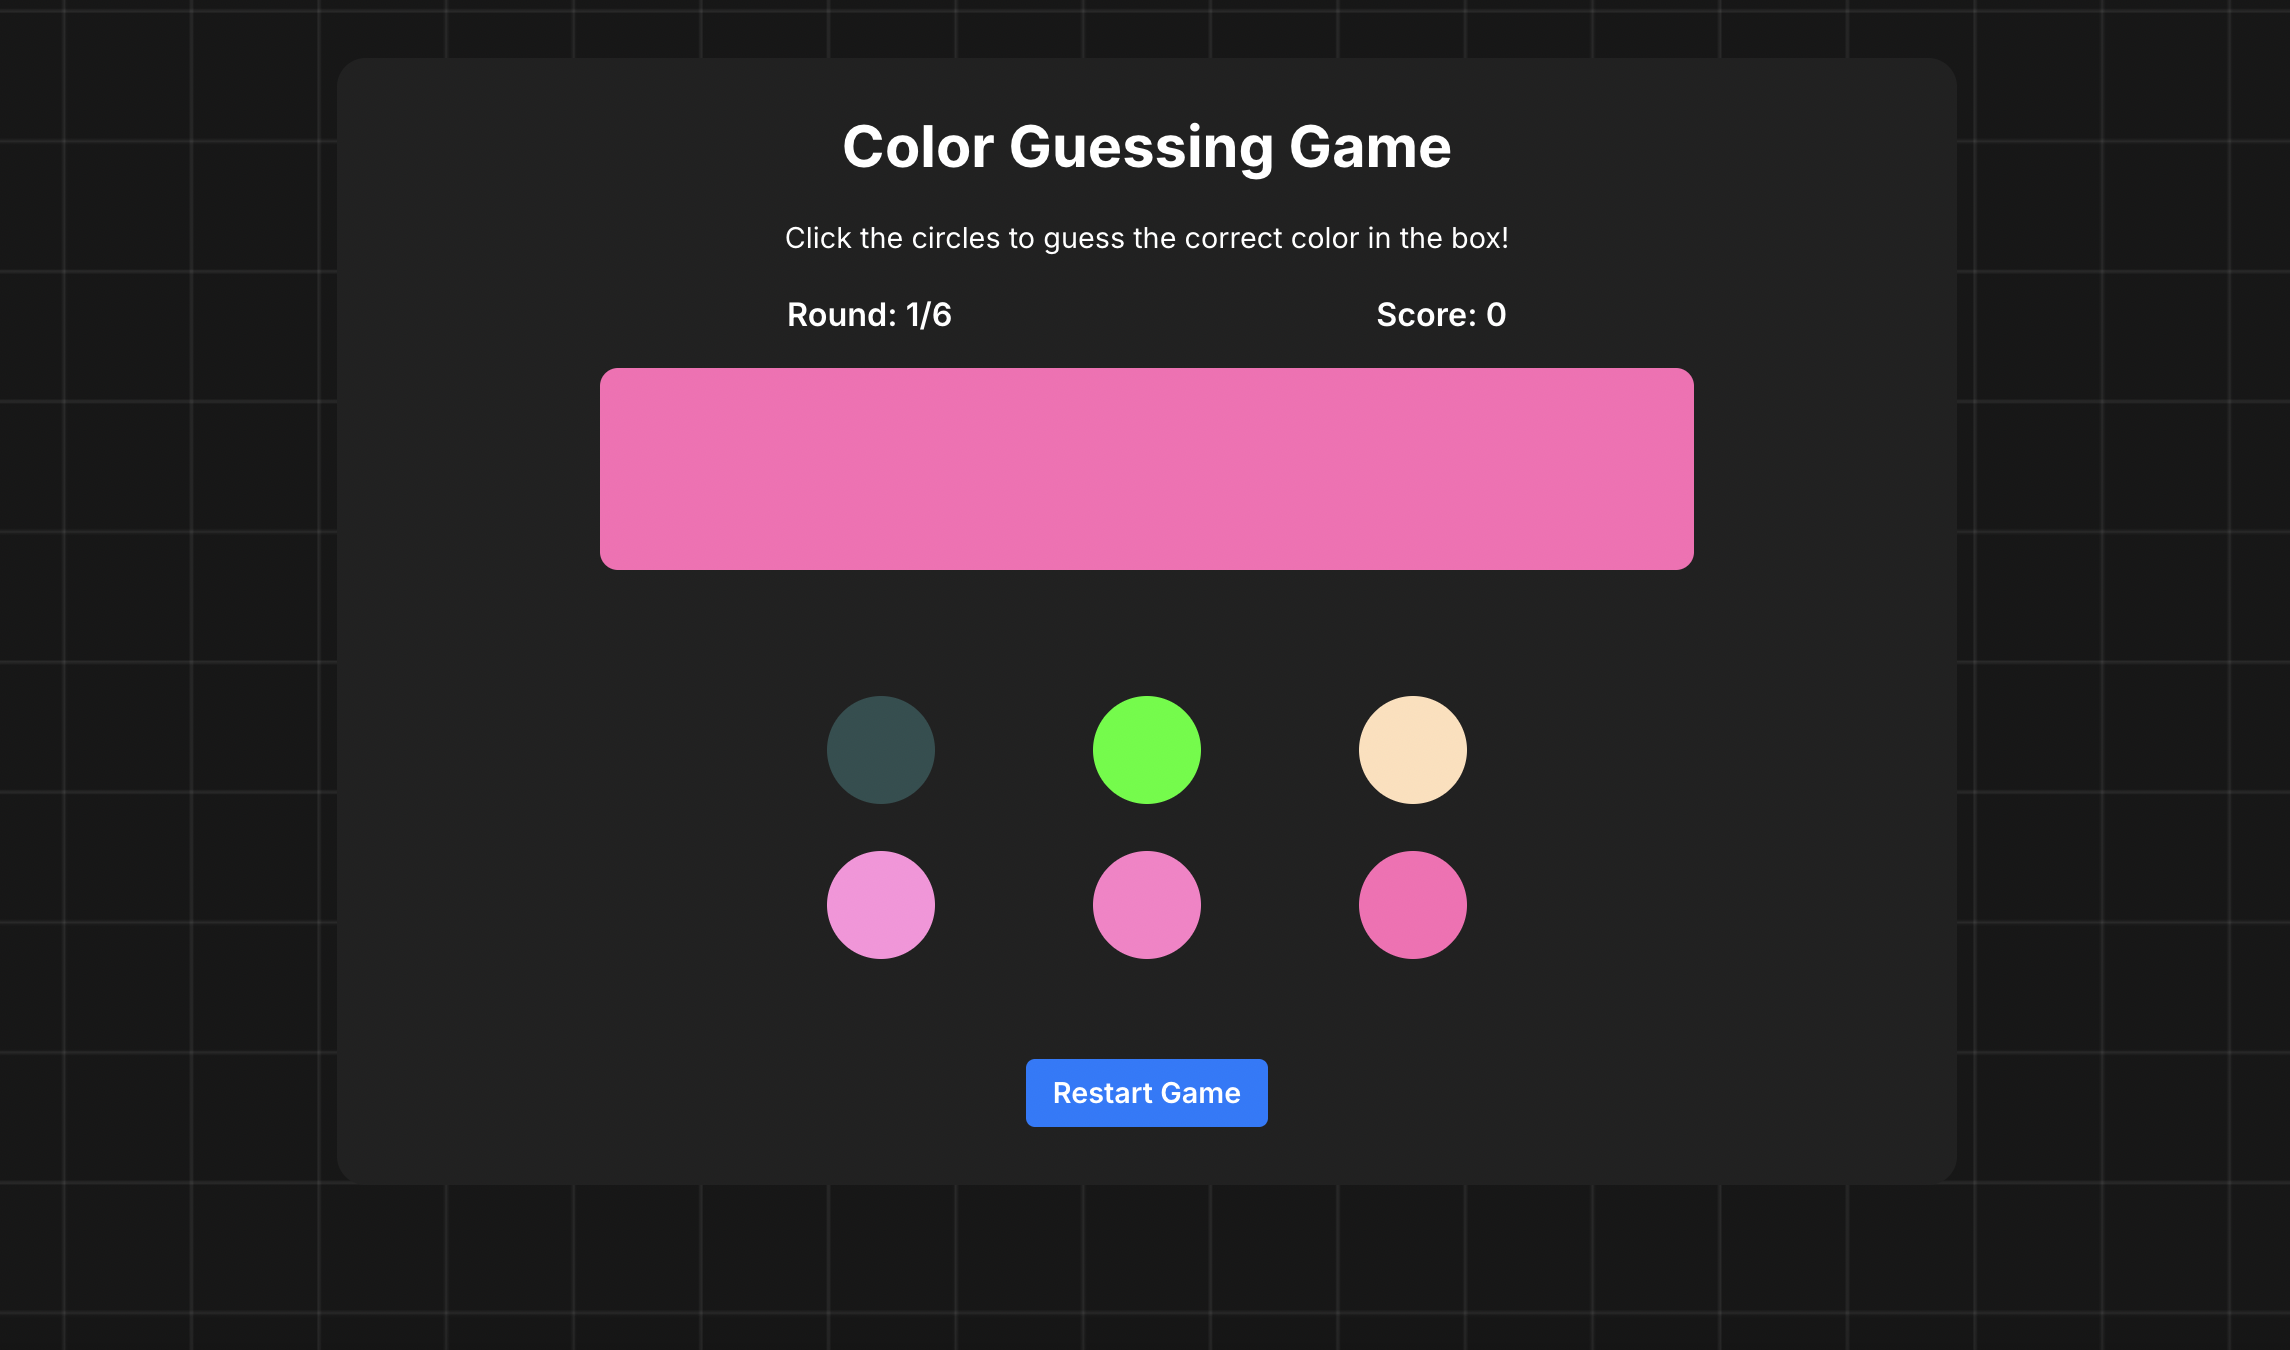 Color Guessing Game
Click the circles to guess the correct color in the box!
Round: 1/6 Score: 0
Restart Game